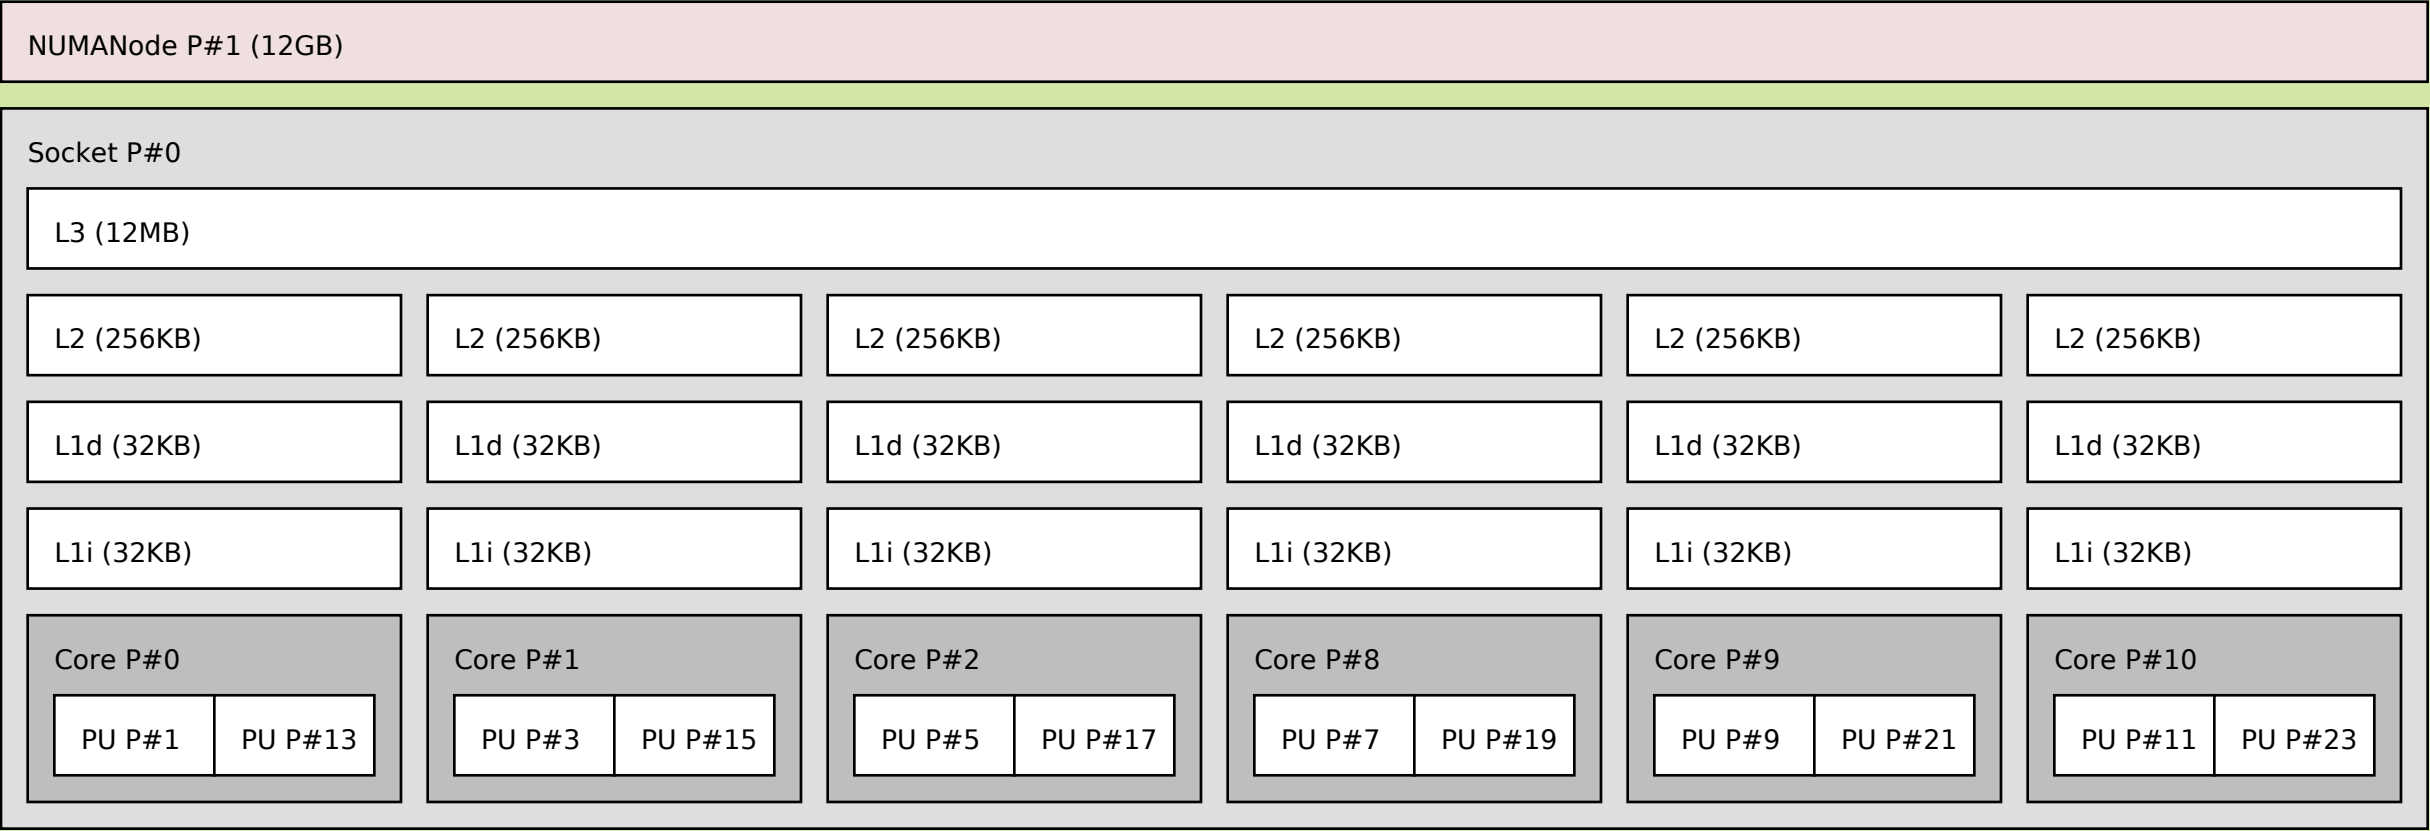 NUMANode P#1 (12GB)
Socket P#0
L3 (12MB)
L2 (256KB) L2 (256KB) L2 (256KB) L2 (256KB) L2 (256KB) L2 (256KB)
L1d (32KB) L1d (32KB) L1d (32KB) L1d (32KB) L1d (32KB) L1d (32KB)
L1i (32KB) L1i (32KB) L1i (32KB) L1i (32KB) L1i (32KB) L1i (32KB)
Core P#0 Core P#1 Core P#2 Core P#8 Core P#9 Core P#10
PU P#1 PU P#13 PU P#3 PU P#15 PU P#5 PU P#17 PU P#7 PU P#19 PU P#9 PU P#21 PU P#11 PU P#23